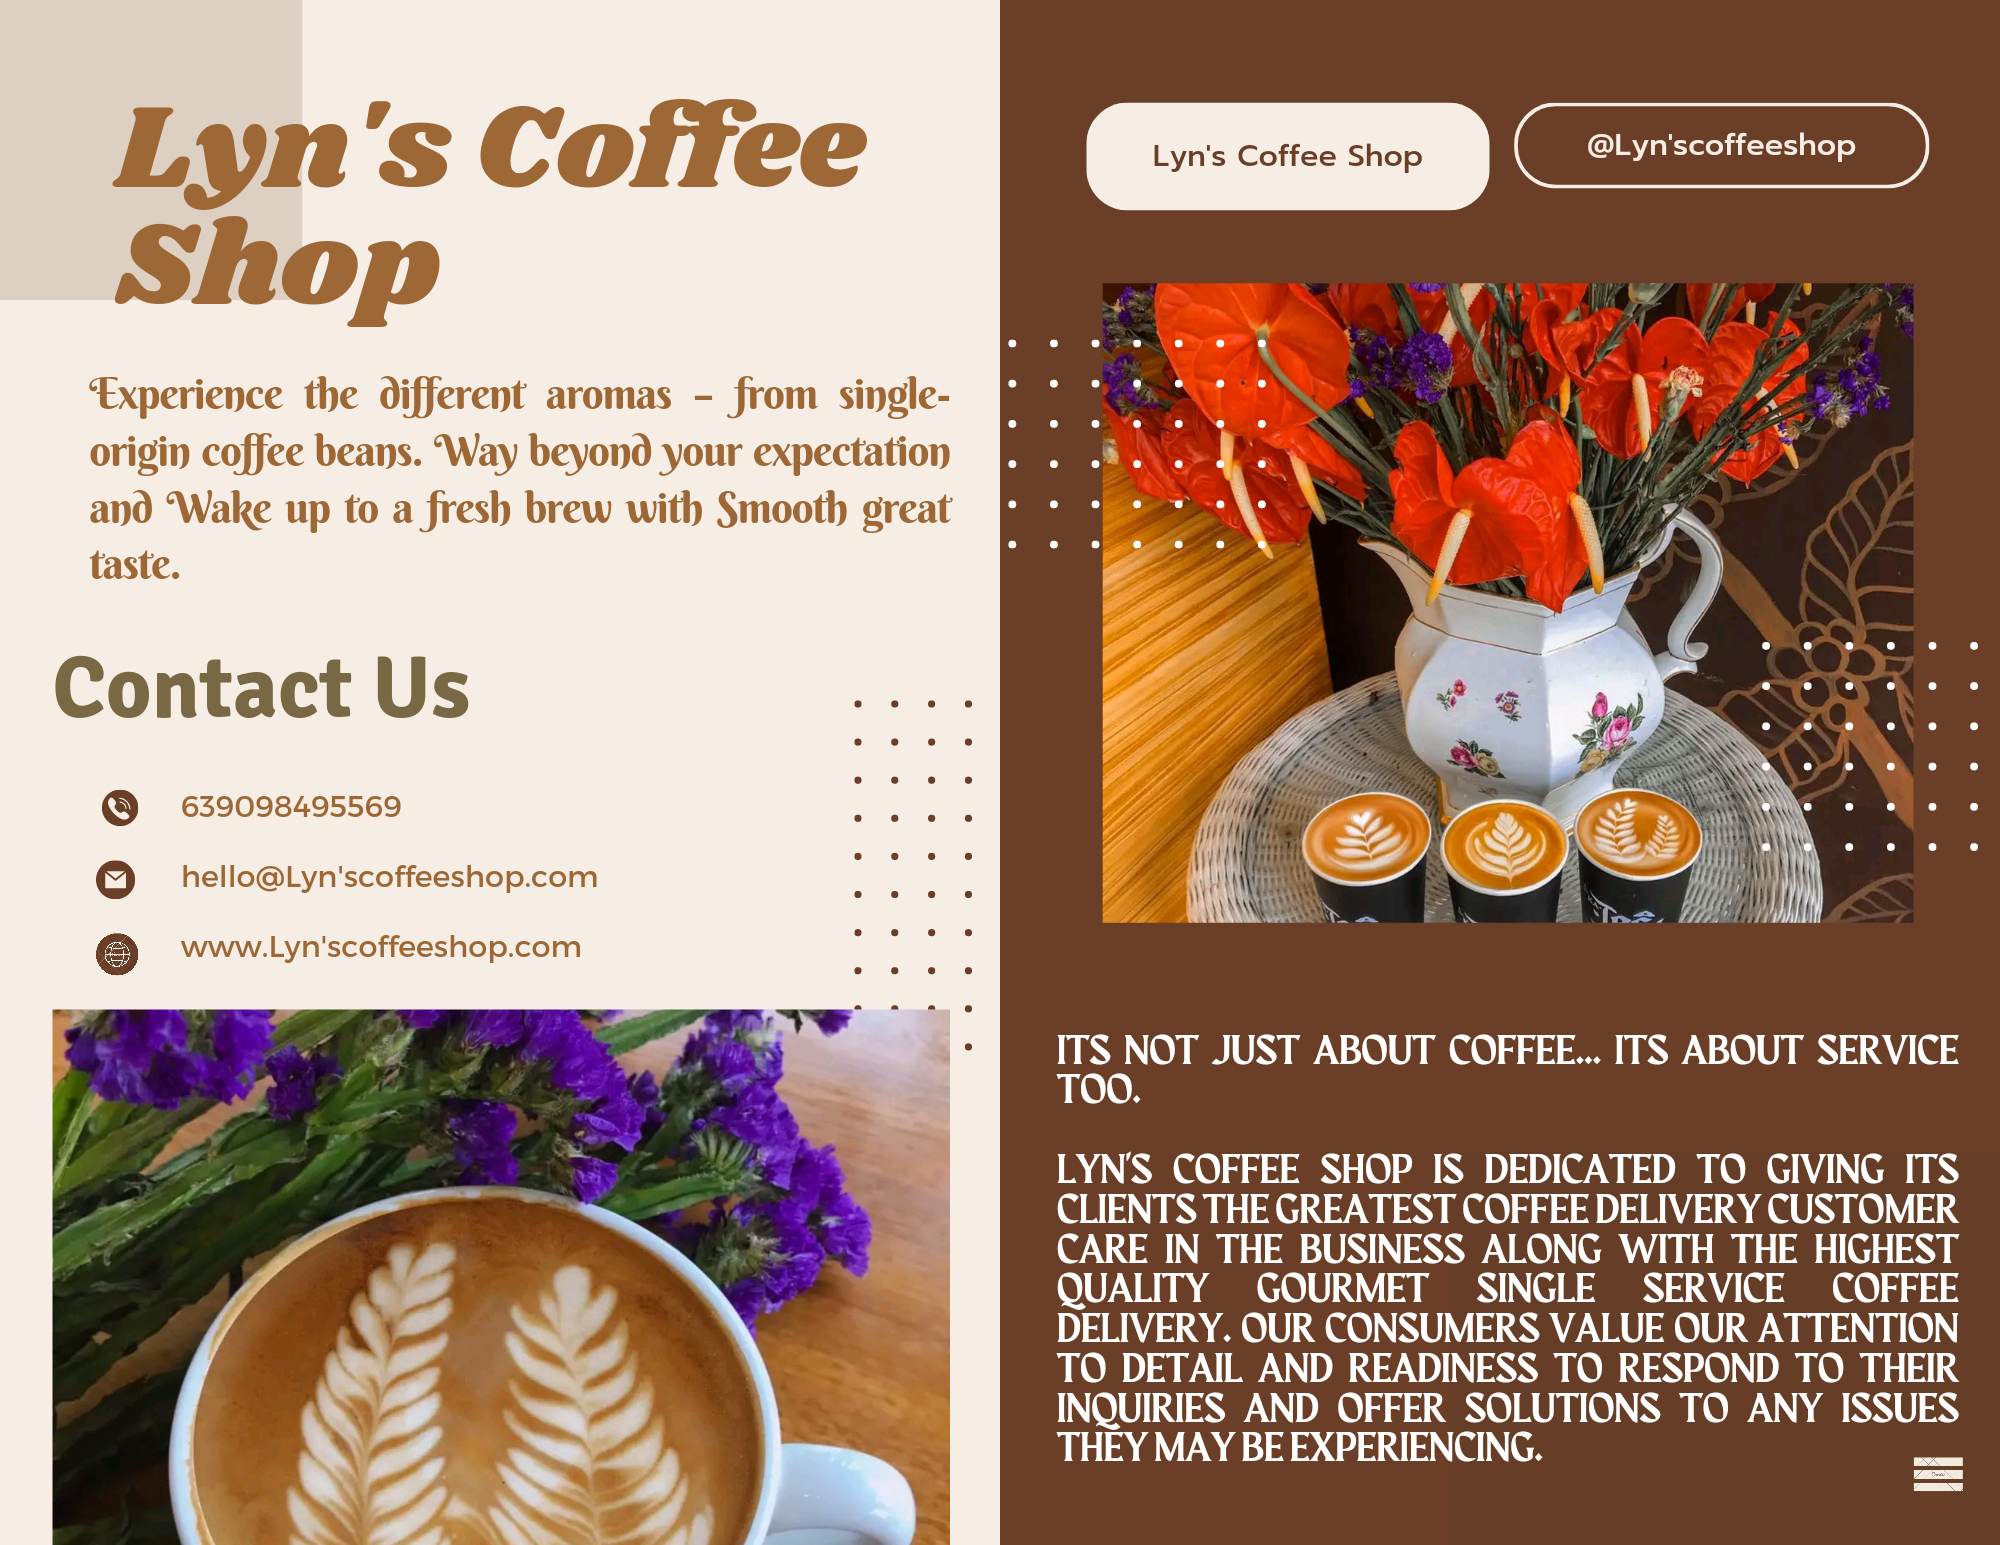 Lyn's Coffee
Shop
Experience the different aromas – from single-
origin coffee beans. Way beyond your expectation
and Wake up to a fresh brew with Smooth great
taste.
Contact Us
639098495569
hello@Lyn'scoffeeshop.com
www.Lyn'scoffeeshop.com
Lyn's Coffee Shop
@Lyn'scoffeeshop
ITS NOT JUST ABOUT COFFEE... ITS ABOUT SERVICE
TOO.
LYN'S COFFEE SHOP IS DEDICATED TO GIVING ITS
CLIENTS THE GREATEST COFFEE DELIVERY CUSTOMER
CARE IN THE BUSINESS ALONG WITH THE HIGHEST
QUALITY GOURMET SINGLE SERVICE COFFEE
DELIVERY. OUR CONSUMERS VALUE OUR ATTENTION
TO DETAIL AND READINESS TO RESPOND TO THEIR
INQUIRIES AND OFFER SOLUTIONS TO ANY ISSUES
THEY MAY BE EXPERIENCING.